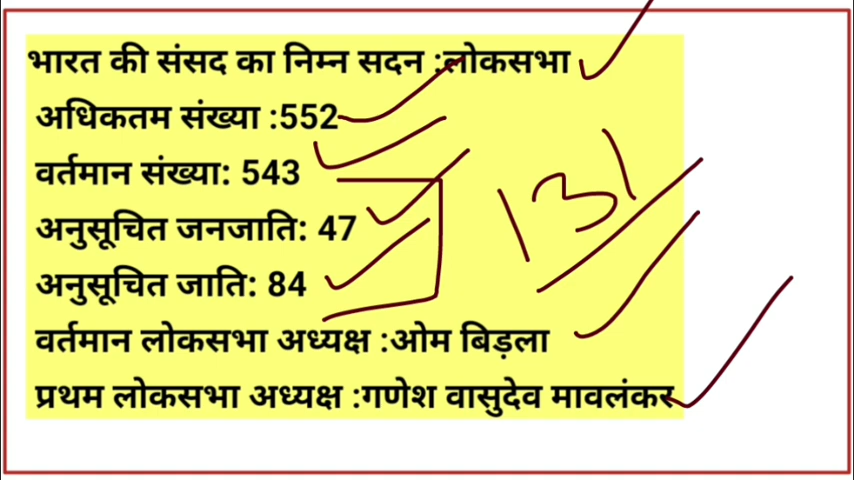 भारत की संसद का निम्न सदन :लोकसभा
अधिकतम संख्या :552
वर्तमान संख्या: 543
131
अनुसूचित जनजाति: 47
अनुसूचित जाति: 84
वर्तमान लोकसभा अध्यक्ष :ओम बिड़ला
प्रथम लोकसभा अध्यक्ष :गणेश वासुदेव मावलंकर